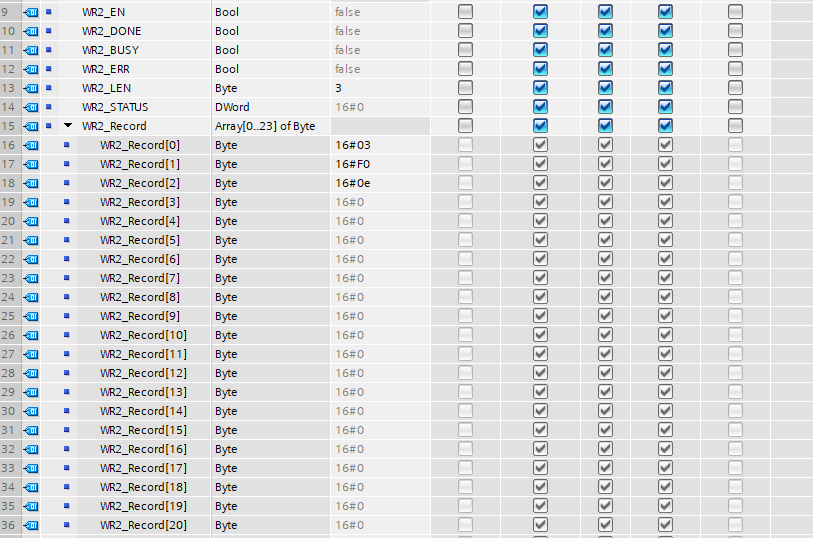 9 WR2_EN Bool false
10 WR2_DONE Bool false
11 WR2_BUSY Bool false
12 WR2_ERR Bool false
13 WR2_LEN Byte 3
14 WR2_STATUS DWord 16#0
15 WR2_Record Array[0..23] of Byte
16 WR2_Record[0] Byte 16#03
17 WR2_Record[1] Byte 16#F0
18 WR2_Record[2] Byte 16#0e
19 WR2_Record[3] Byte 16#0
20 WR2_Record[4] Byte 16#0
21 WR2_Record[5] Byte 16#0
22 WR2_Record[6] Byte 16#0
23 WR2_Record[7] Byte 16#0
24 WR2_Record[8] Byte 16#0
25 WR2_Record[9] Byte 16#0
26 WR2_Record[10] Byte 16#0
27 WR2_Record[11] Byte 16#0
28 WR2_Record[12] Byte 16#0
29 WR2_Record[13] Byte 16#0
30 WR2_Record[14] Byte 16#0
31 WR2_Record[15] Byte 16#0
32 WR2_Record[16] Byte 16#0
33 WR2_Record[17] Byte 16#0
34 WR2_Record[18] Byte 16#0
35 WR2_Record[19] Byte 16#0
36 WR2_Record[20] Byte 16#0